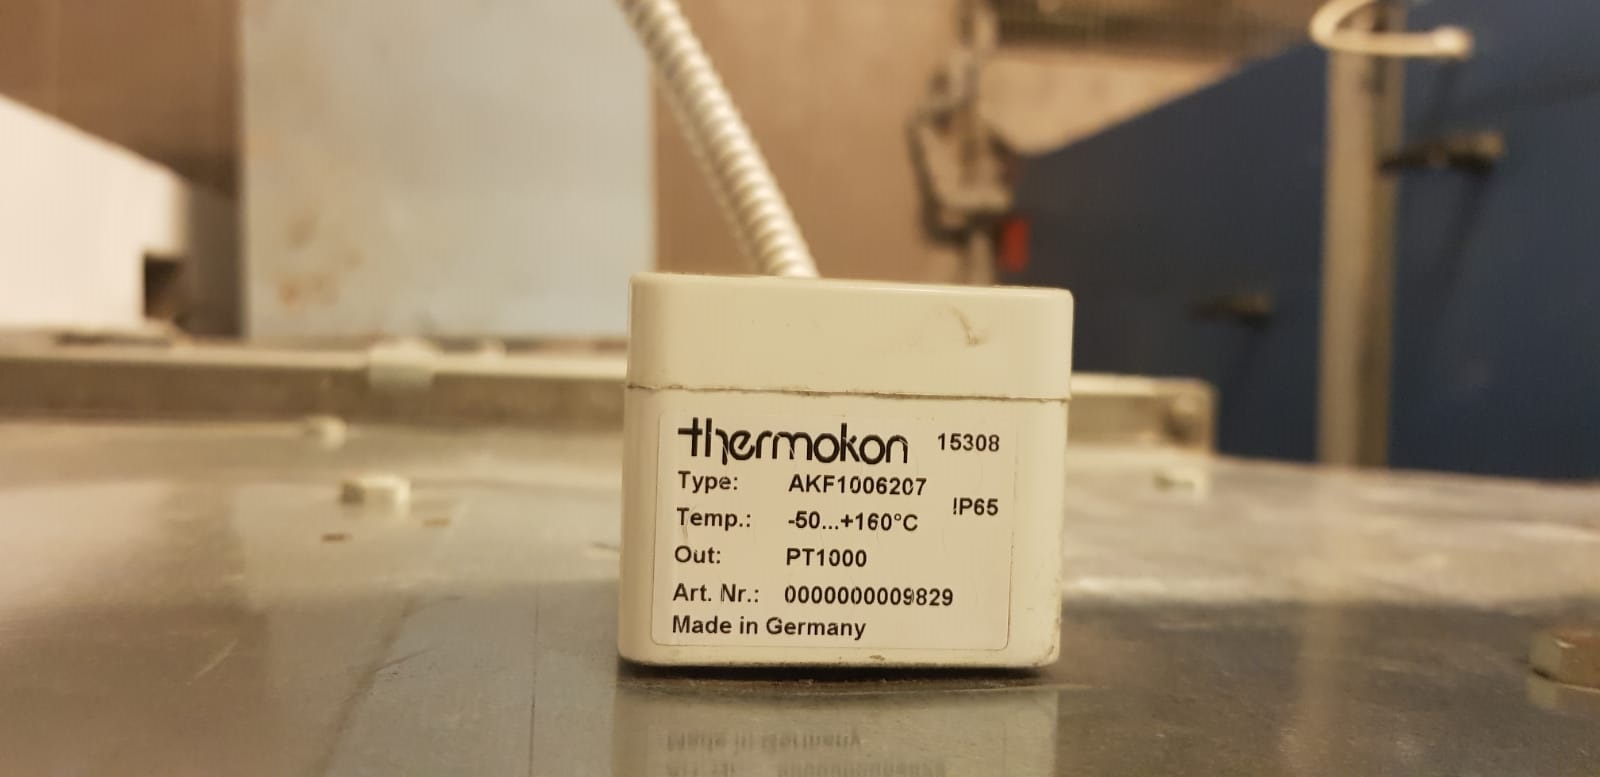 thermokon 15308
Type: AKF1006207
IP65
Temp.: -50...+160°C
Out: PT1000
Art. Nr.: 0000000009829
Made in Germany